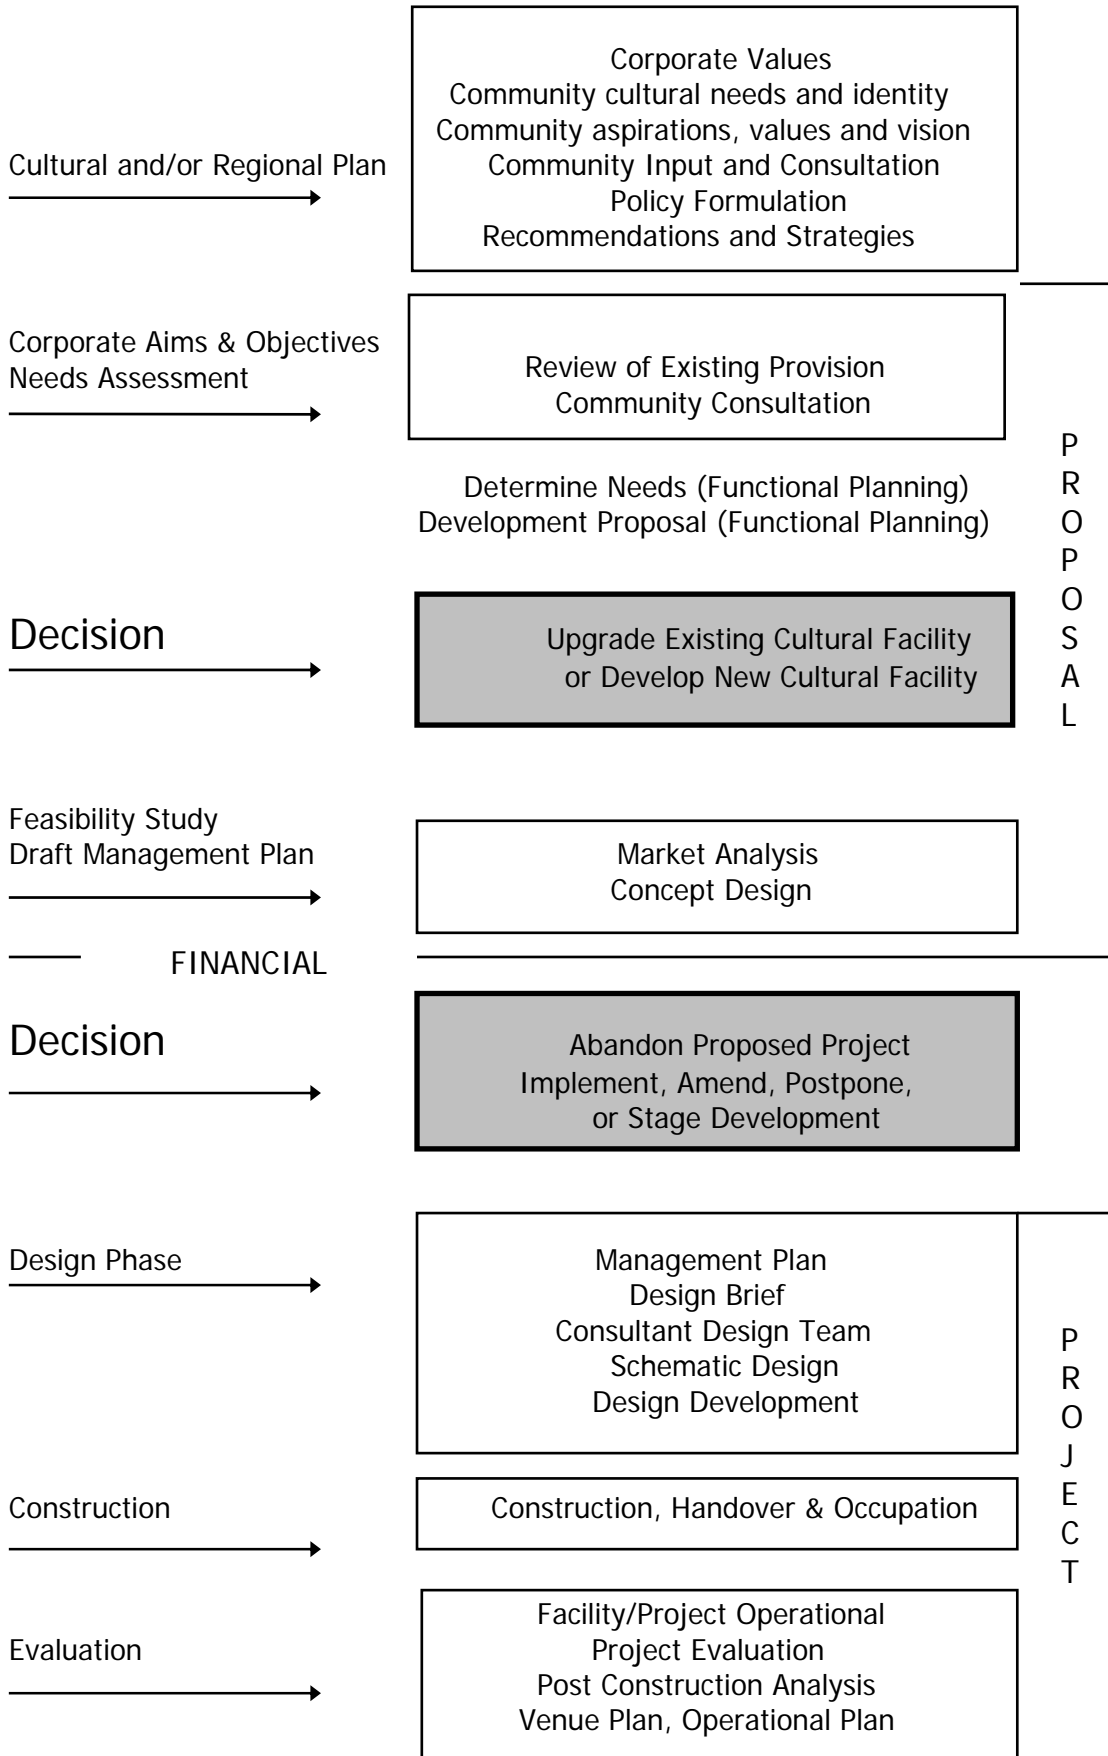 Corporate Values
Community cultural needs and identity
Community aspirations, values and vision
Cultural and/or Regional Plan
Community Input and Consultation
Policy Formulation
Recommendations and Strategies
Corporate Aims & Objectives
Needs Assessment
Review of Existing Provision
Community Consultation
Determine Needs (Functional Planning)
Development Proposal (Functional Planning)
PROPOSAL
Decision
Upgrade Existing Cultural Facility
or Develop New Cultural Facility
Feasibility Study
Draft Management Plan
Market Analysis
Concept Design
FINANCIAL
Decision
Abandon Proposed Project
Implement, Amend, Postpone,
or Stage Development
Design Phase
Management Plan
Design Brief
Consultant Design Team
Schematic Design
Design Development
PROJECT
Construction
Construction, Handover & Occupation
Evaluation
Facility/Project Operational
Project Evaluation
Post Construction Analysis
Venue Plan, Operational Plan